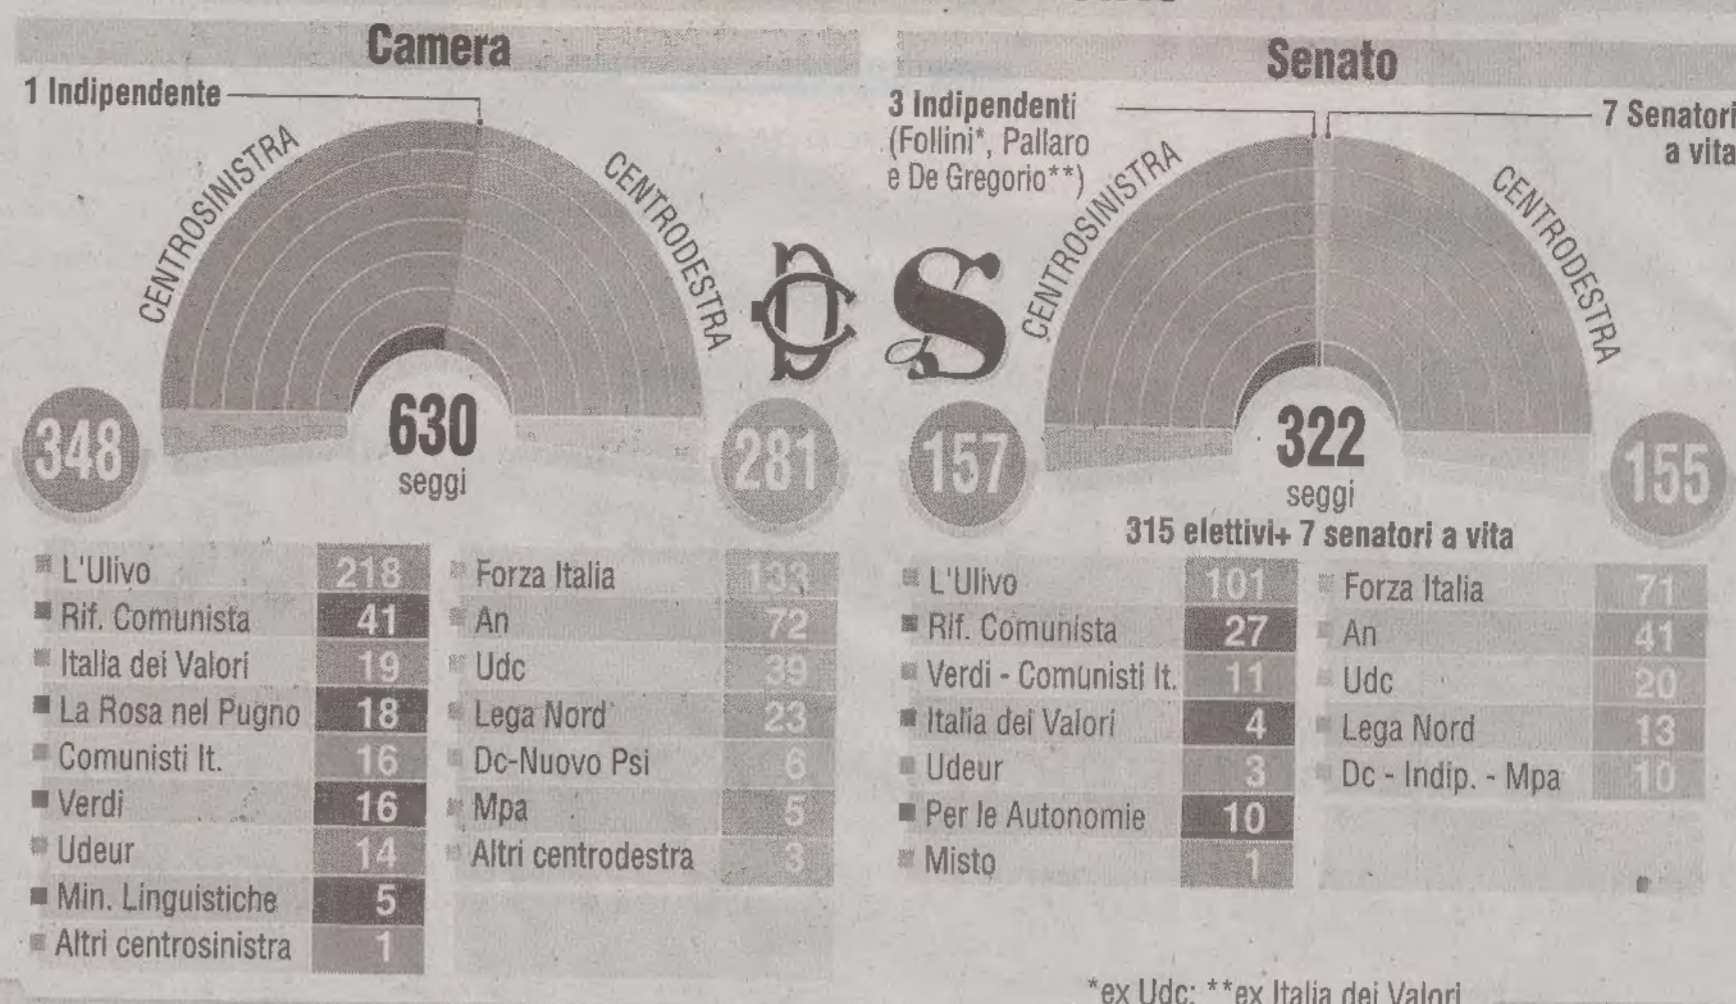 Camera
1 Indipendente
CENTROSINISTRA
CENTRODESTRA
348
630
seggi
281
L'Ulivo 218
Rif. Comunista 41
Italia dei Valori 19
La Rosa nel Pugno 18
Comunisti It. 16
Verdi 16
Udeur 14
Min. Linguistiche 5
Altri centrosinistra 1
Forza Italia 133
An 72
Udc 39
Lega Nord 23
Dc-Nuovo Psi 6
Mpa 5
Altri centrodestra 3
Senato
3 Indipendenti
(Follini*, Pallaro
e De Gregorio**)
7 Senatori
a vita
CENTROSINISTRA
CENTRODESTRA
157
322
seggi
155
315 elettivi+ 7 senatori a vita
L'Ulivo 101
Rif. Comunista 27
Verdi - Comunisti It. 11
Italia dei Valori 4
Udeur 3
Per le Autonomie 10
Misto 1
Forza Italia 71
An 41
Udc 20
Lega Nord 13
Dc - Indip. - Mpa 10
*ex Udc; **ex Italia dei Valori